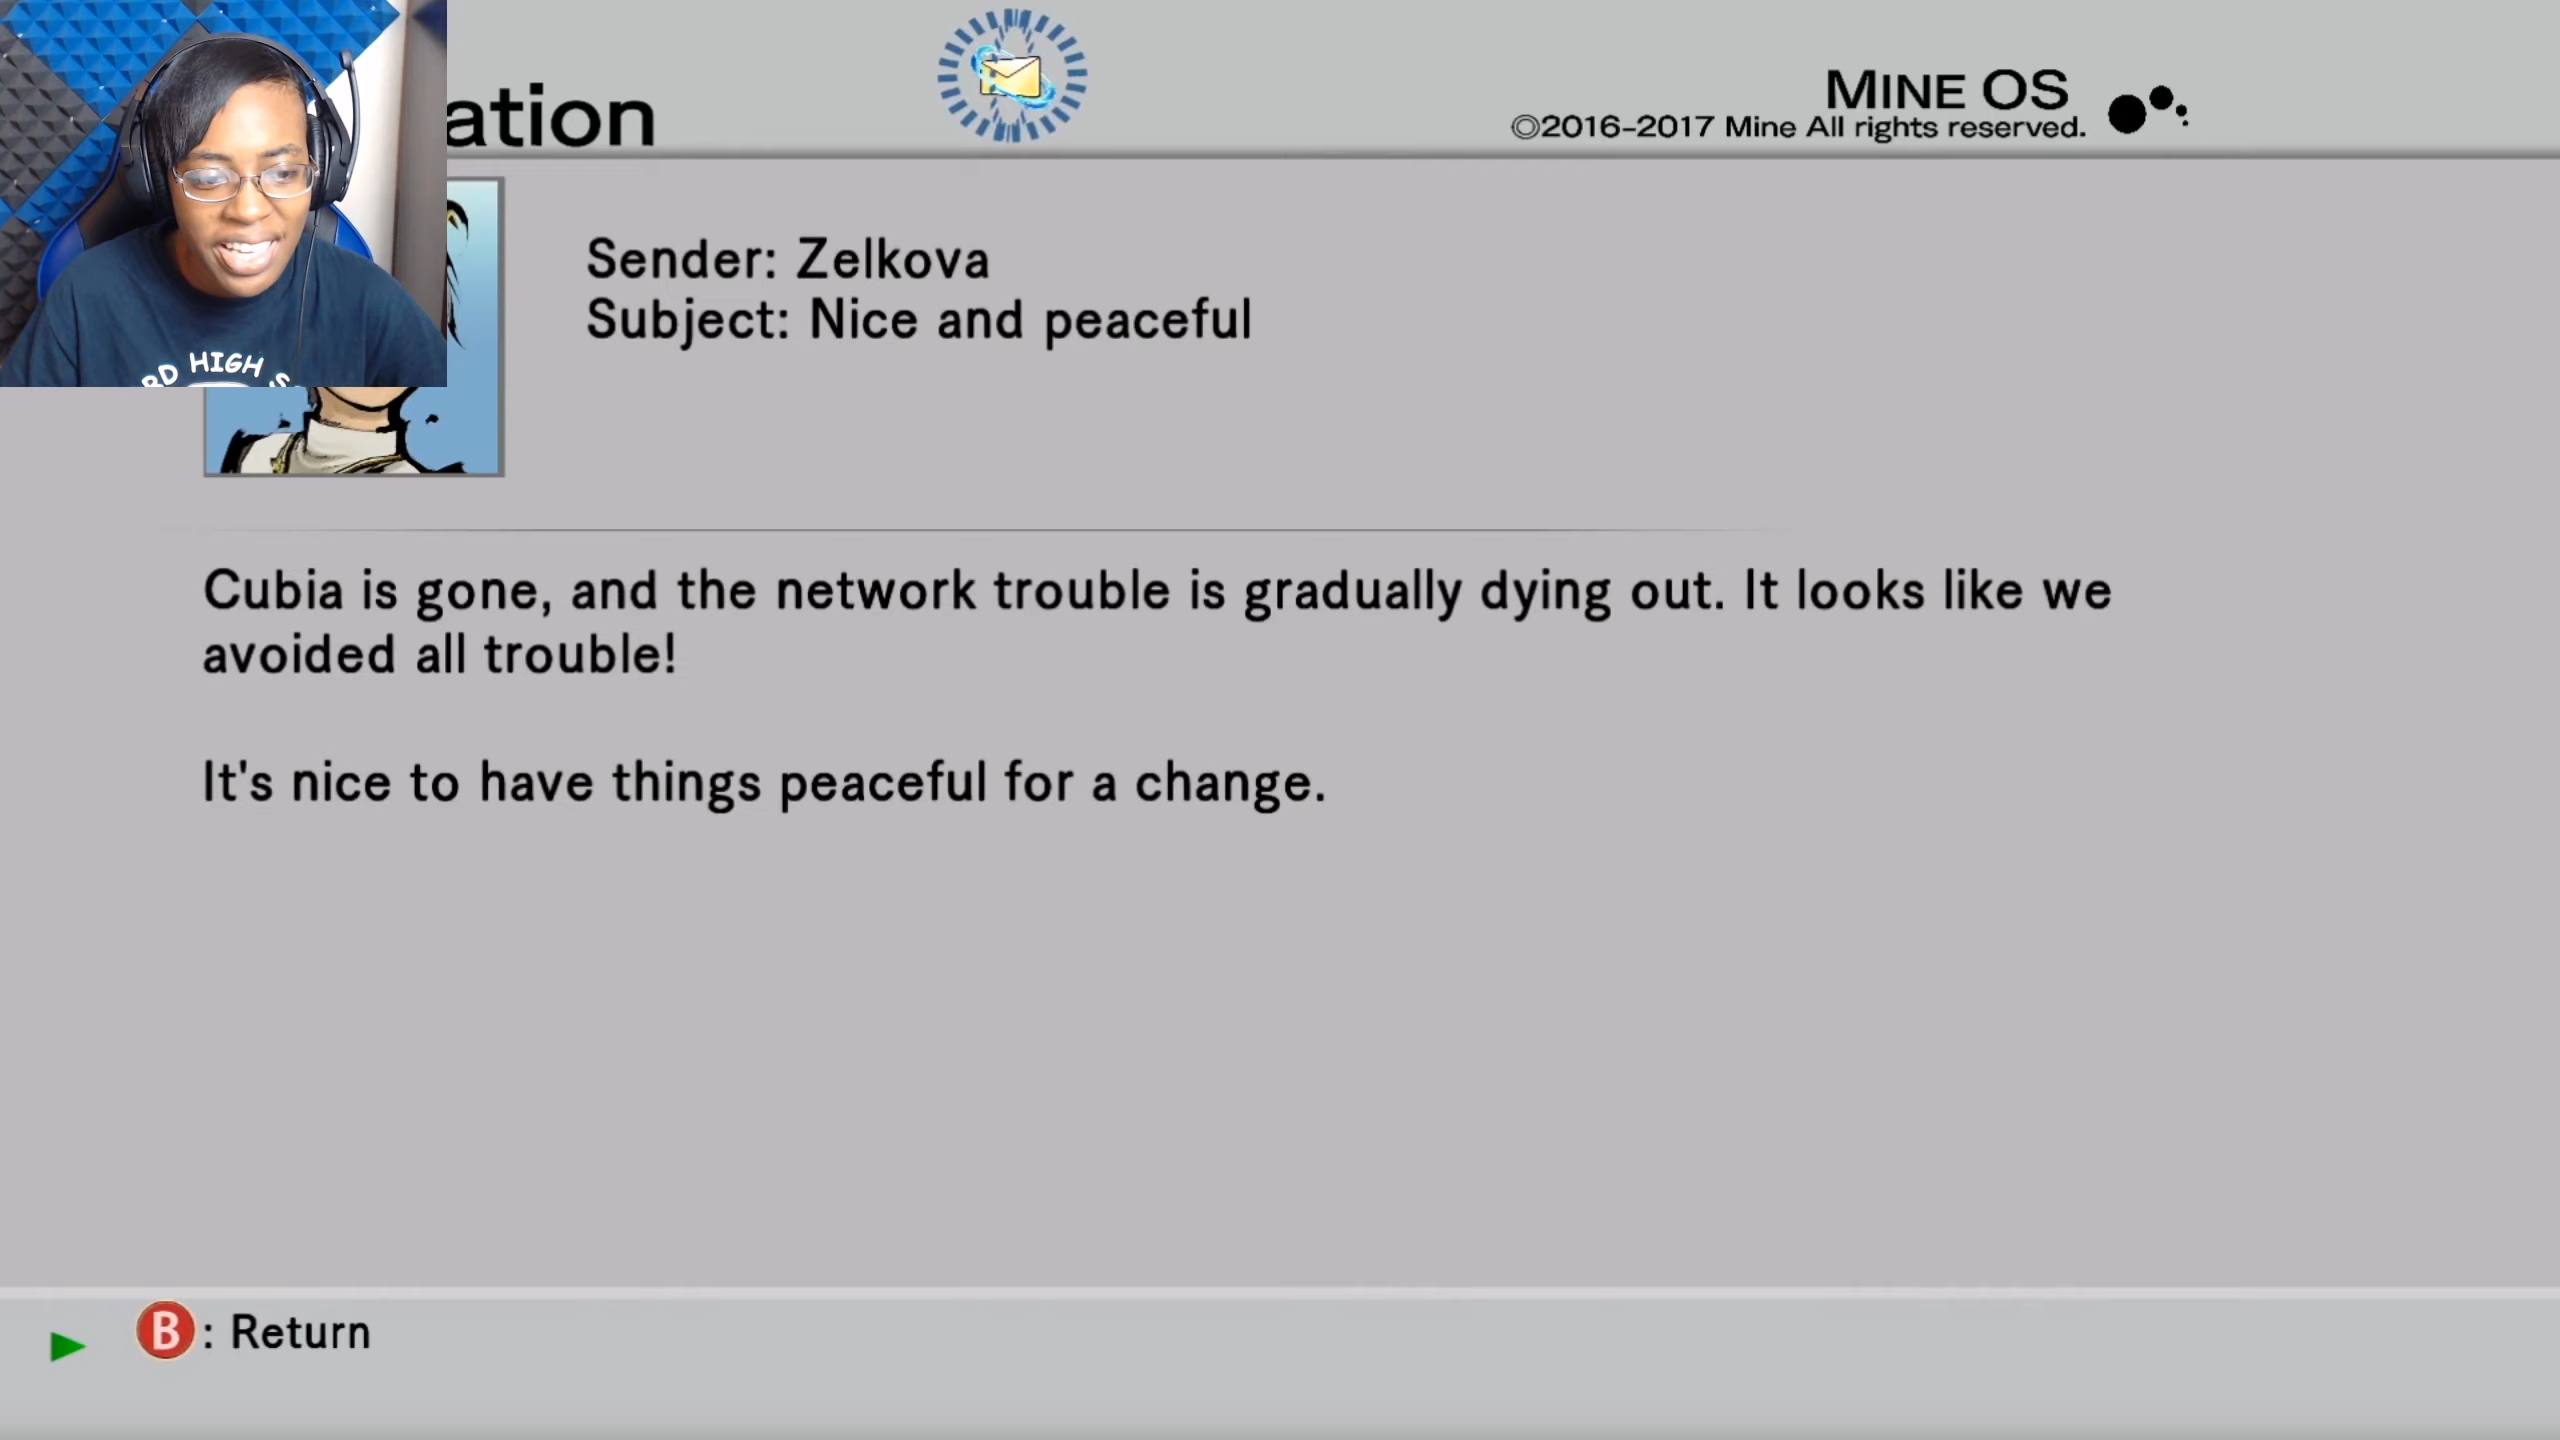 ation
MINE OS
©2016-2017 Mine All rights reserved.
HIGH
Sender: Zelkova
Subject: Nice and peaceful
Cubia is gone, and the network trouble is gradually dying out. It looks like we
avoided all trouble!
It's nice to have things peaceful for a change.
B: Return